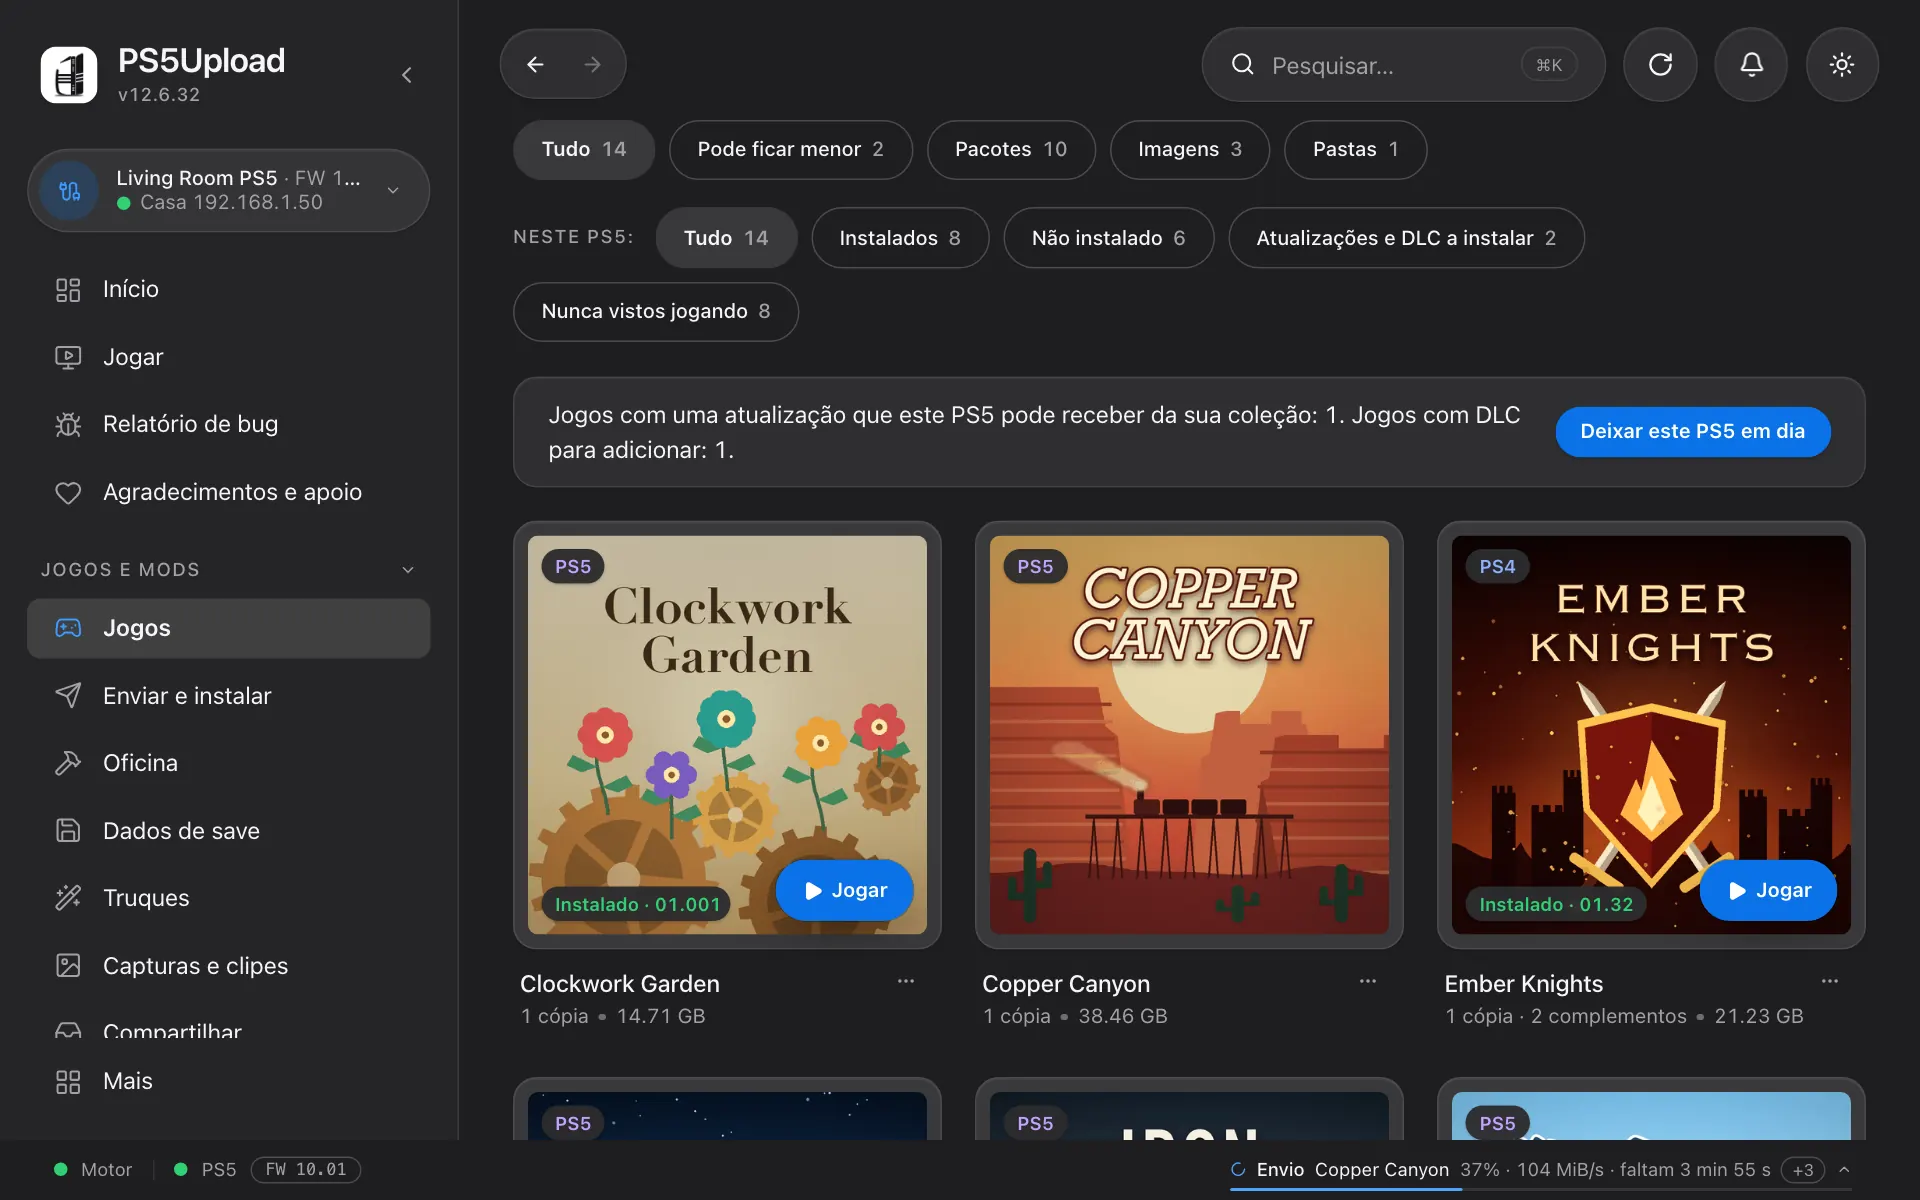 PS5Upload
v12.6.32
Living Room PS5 · FW 1...
Casa 192.168.1.50
Início
Jogar
Relatório de bug
Agradecimentos e apoio
JOGOS E MODS
Jogos
Enviar e instalar
Oficina
Dados de save
Truques
Capturas e clipes
Compartilhar
Mais
Pesquisar... ⌘K
Tudo 14
Pode ficar menor 2
Pacotes 10
Imagens 3
Pastas 1
NESTE PS5:
Tudo 14
Instalados 8
Não instalado 6
Atualizações e DLC a instalar 2
Nunca vistos jogando 8
Jogos com uma atualização que este PS5 pode receber da sua coleção: 1. Jogos com DLC
para adicionar: 1.
Deixar este PS5 em dia
PS5
Clockwork
Garden
Instalado · 01.001
Jogar
Clockwork Garden
1 cópia • 14.71 GB
PS5
COPPER
CANYON
Copper Canyon
1 cópia • 38.46 GB
PS4
EMBER
KNIGHTS
Instalado · 01.32
Jogar
Ember Knights
1 cópia · 2 complementos • 21.23 GB
PS5
PS5
IRON
PS5
Motor
PS5
FW 10.01
Envio Copper Canyon 37% · 104 MiB/s · faltam 3 min 55 s +3